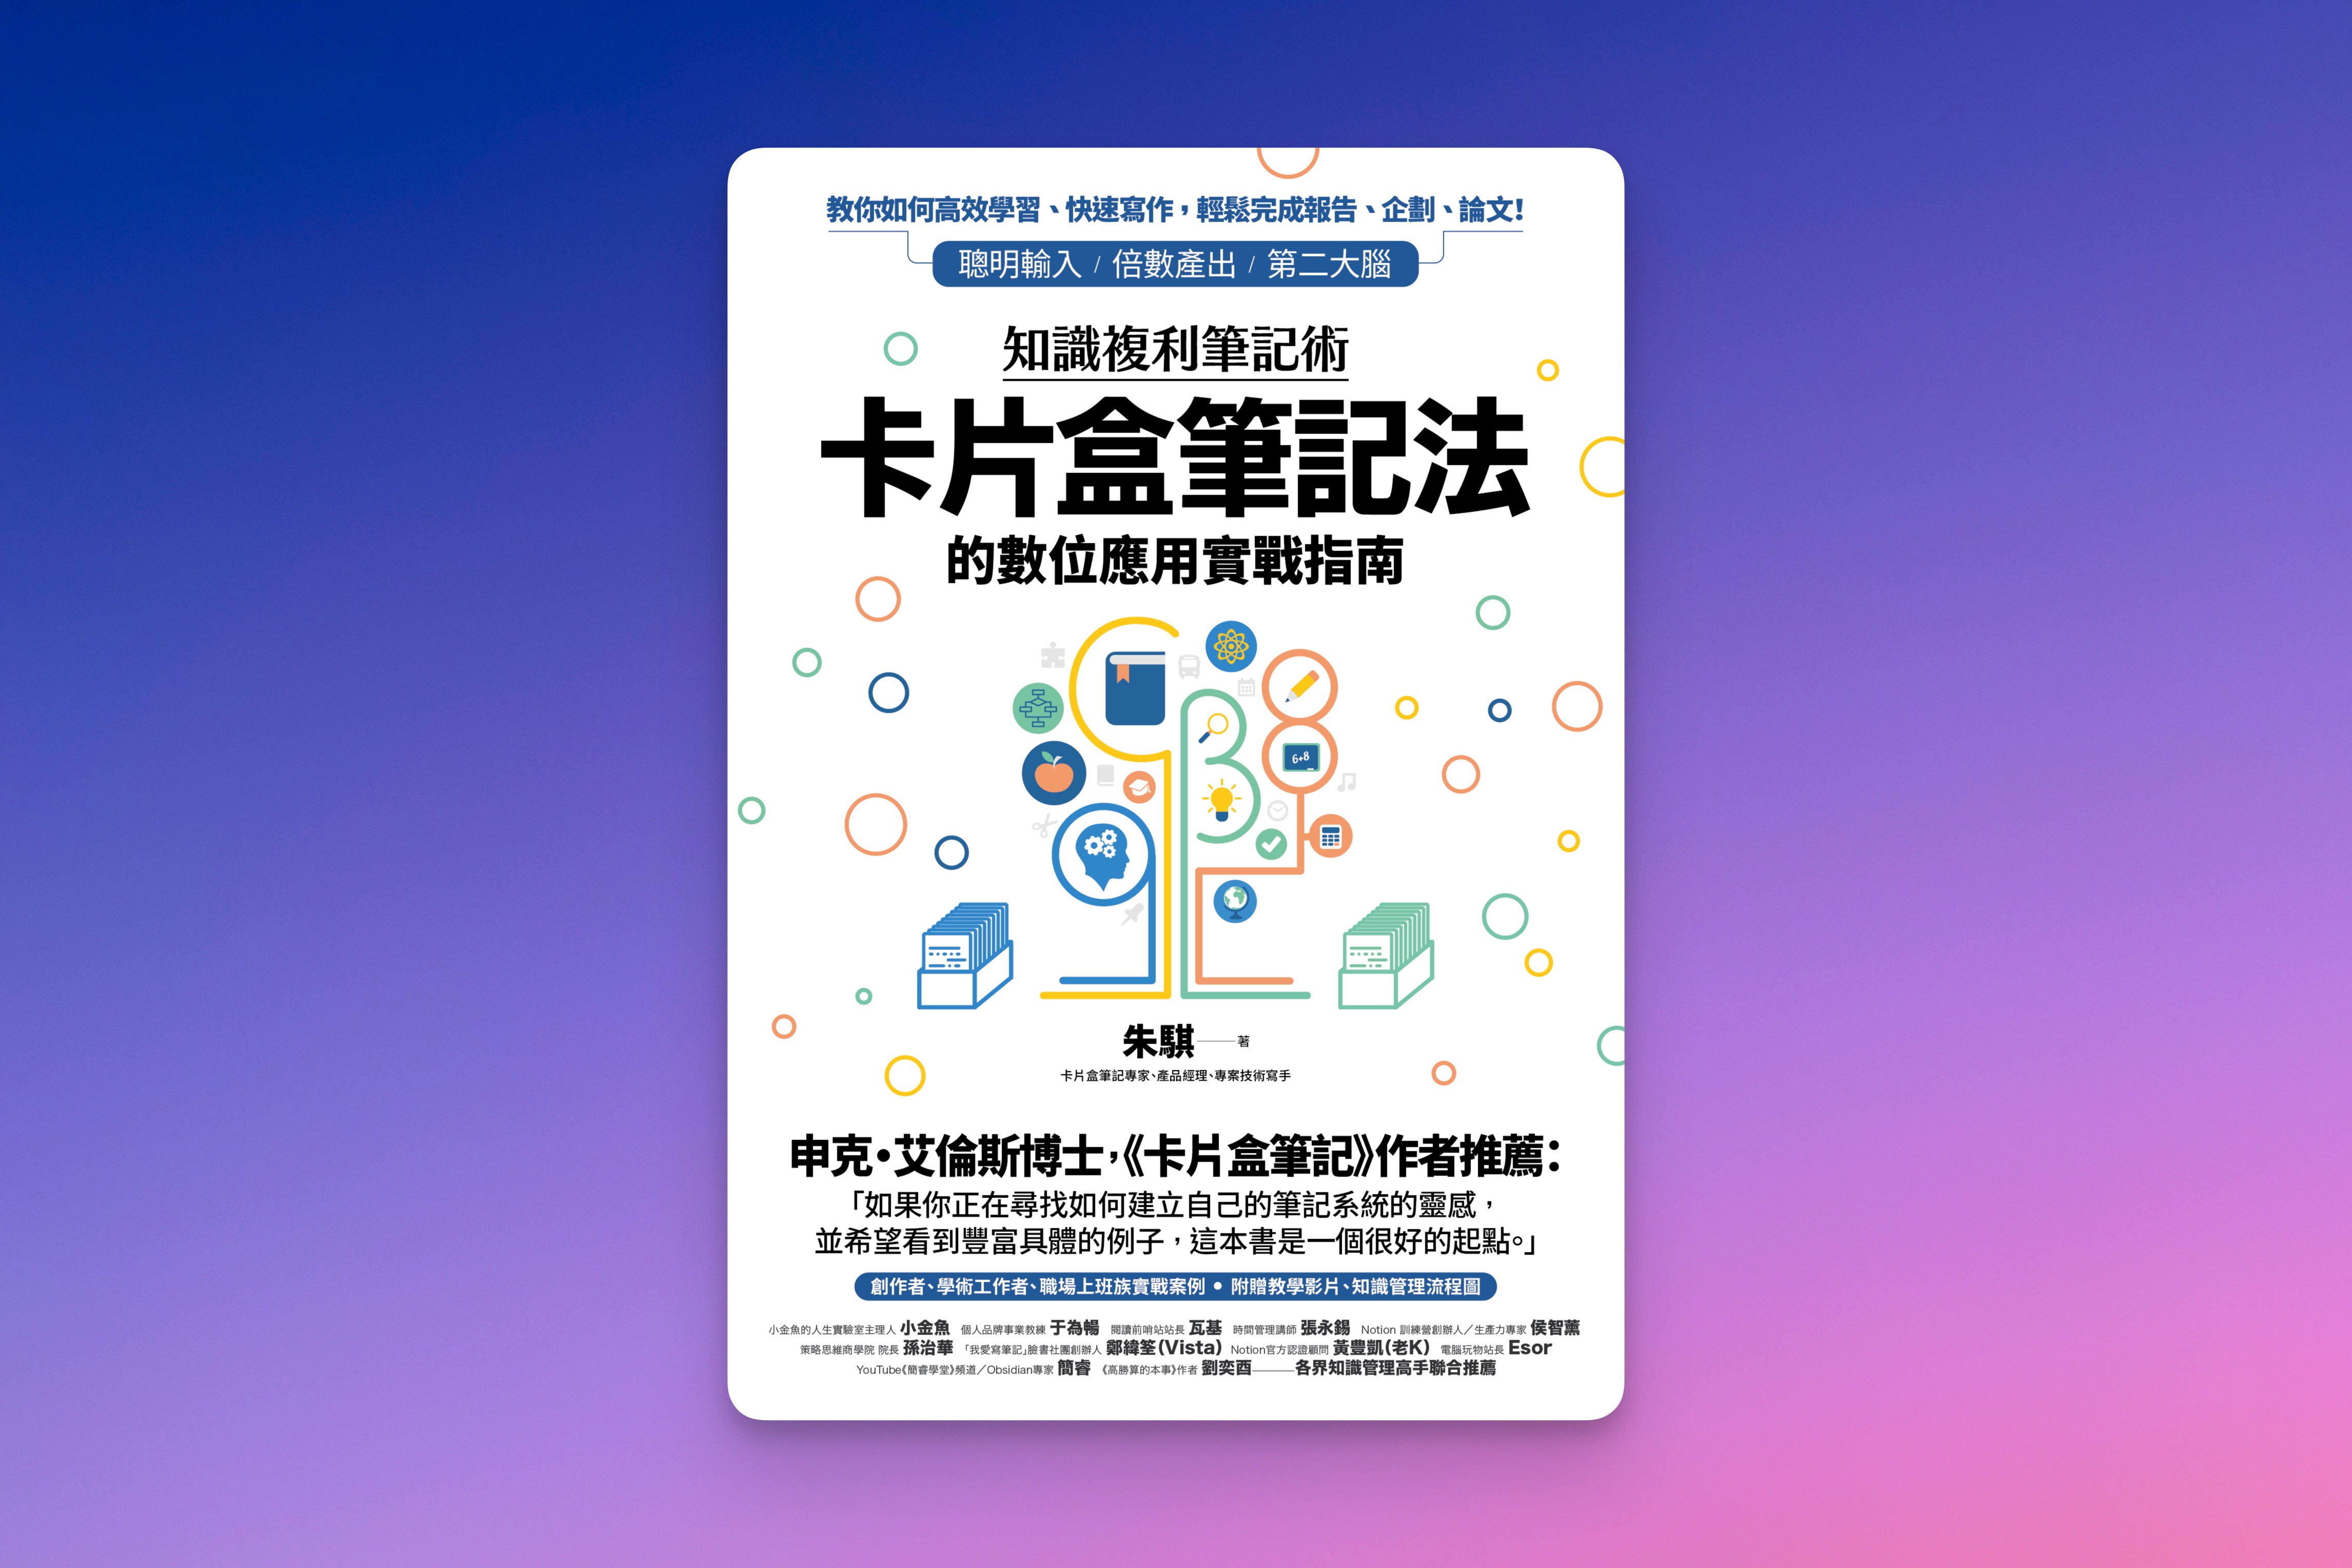 教你如何高效學習、快速寫作，輕鬆完成報告、企劃、論文！
聰明輸入 / 倍數產出 / 第二大腦
知識複利筆記術
卡片盒筆記法
的數位應用實戰指南
6+8
朱騏——著
卡片盒筆記專家、產品經理、專案技術寫手
申克・艾倫斯博士，《卡片盒筆記》作者推薦：
「如果你正在尋找如何建立自己的筆記系統的靈感，
並希望看到豐富具體的例子，這本書是一個很好的起點。」
創作者、學術工作者、職場上班族實戰案例 • 附贈教學影片、知識管理流程圖
小金魚的人生實驗室主理人 小金魚 個人品牌事業教練 于為暢 閱讀前哨站站長 瓦基 時間管理講師 張永錫 Notion 訓練營創辦人／生產力專家 侯智薰
策略思維商學院 院長 孫治華 「我愛寫筆記」臉書社團創辦人 鄭緯筌（Vista） Notion官方認證顧問 黃豐凱（老K） 電腦玩物站長 Esor
YouTube《簡睿學堂》頻道／Obsidian專家 簡睿 《高勝算的本事》作者 劉奕酉——各界知識管理高手聯合推薦